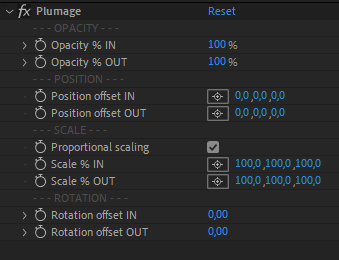 fx Plumage Reset
--- OPACITY ---
Opacity % IN 100 %
Opacity % OUT 100 %
--- POSITION ---
Position offset IN 0,0 ,0,0 ,0,0
Position offset OUT 0,0 ,0,0 ,0,0
--- SCALE ---
Proportional scaling
Scale % IN 100,0 ,100,0 ,100,0
Scale % OUT 100,0 ,100,0 ,100,0
--- ROTATION ---
Rotation offset IN 0,00
Rotation offset OUT 0,00